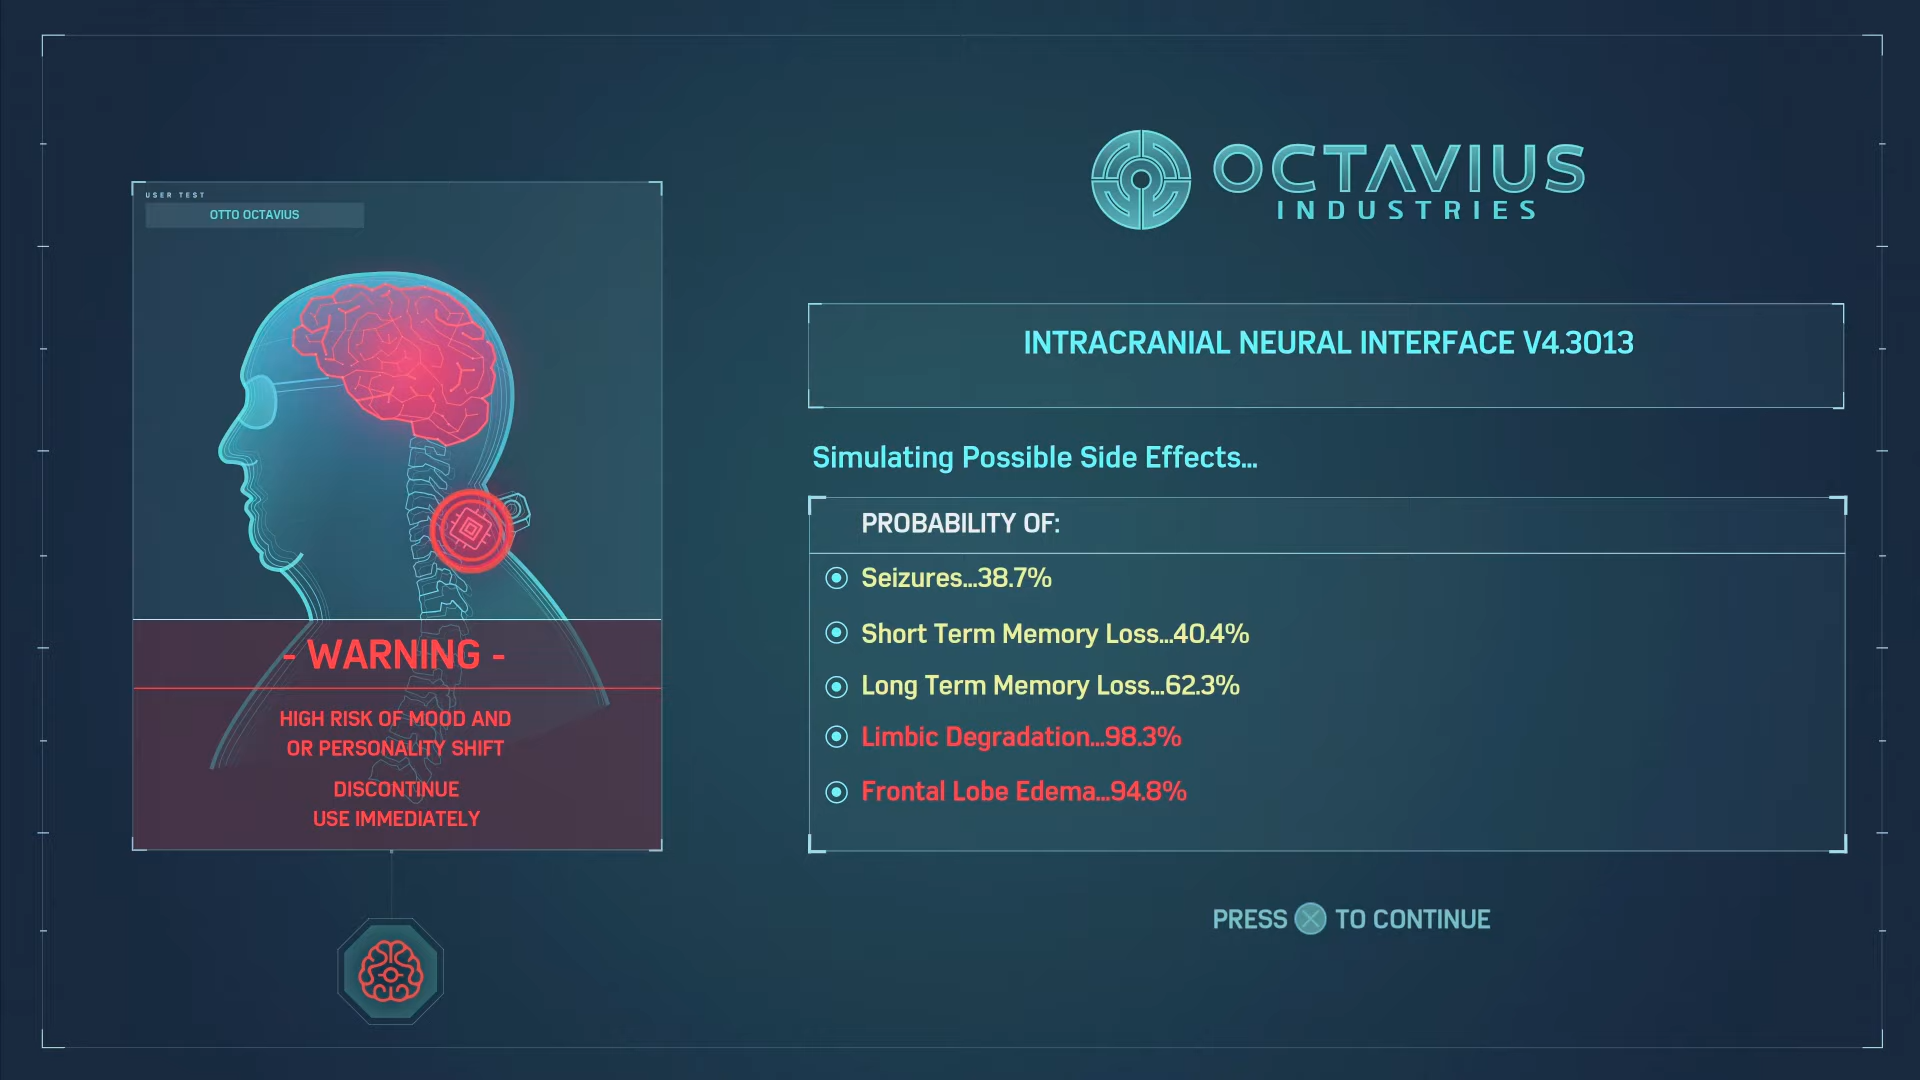 USER TEST
OTTO OCTAVIUS
- WARNING -
HIGH RISK OF MOOD AND
OR PERSONALITY SHIFT
DISCONTINUE
USE IMMEDIATELY
OCTAVIUS
INDUSTRIES
INTRACRANIAL NEURAL INTERFACE V4.3013
Simulating Possible Side Effects...
PROBABILITY OF:
Seizures...38.7%
Short Term Memory Loss...40.4%
Long Term Memory Loss...62.3%
Limbic Degradation...98.3%
Frontal Lobe Edema...94.8%
PRESS TO CONTINUE